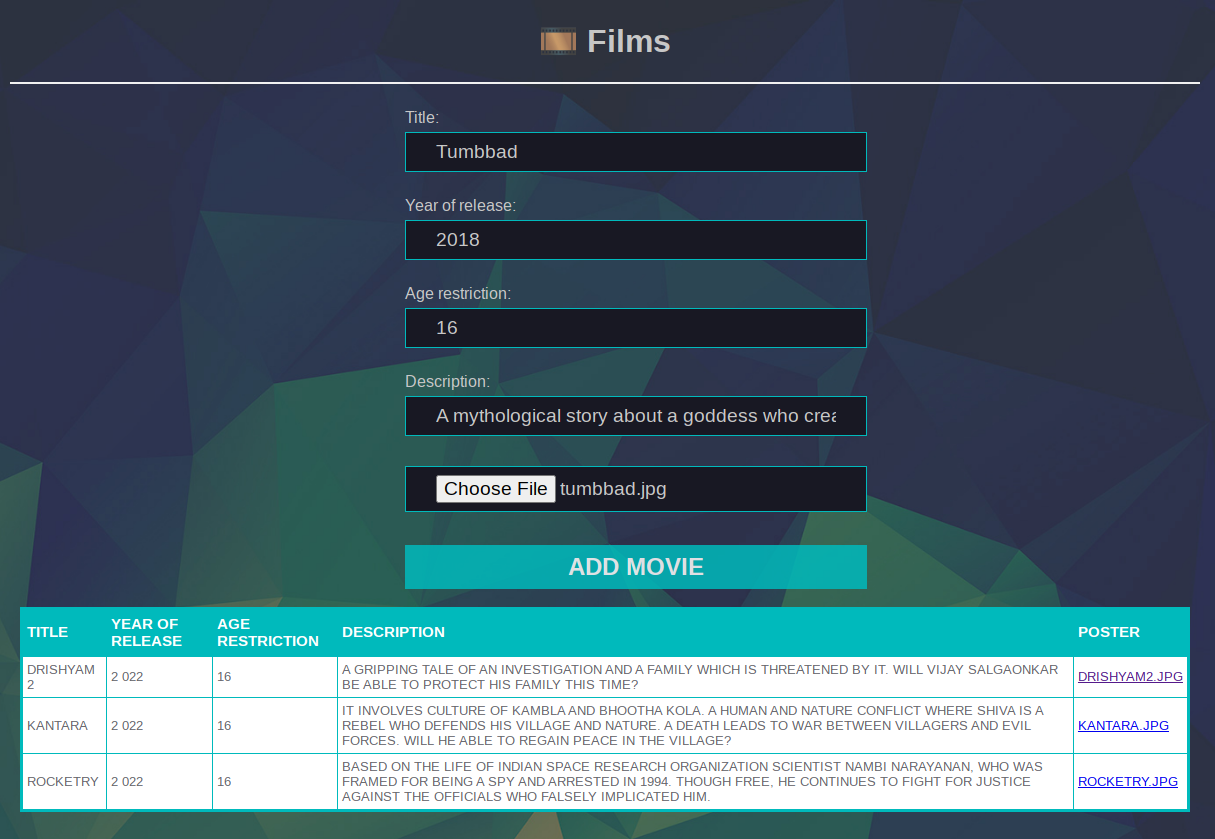 Films
Title:
Tumbbad
Year of release:
2018
Age restriction:
16
Description:
A mythological story about a goddess who crea
Choose File tumbbad.jpg
ADD MOVIE
TITLE YEAR OF RELEASE AGE RESTRICTION DESCRIPTION POSTER
DRISHYAM 2 2 022 16 A GRIPPING TALE OF AN INVESTIGATION AND A FAMILY WHICH IS THREATENED BY IT. WILL VIJAY SALGAONKAR
BE ABLE TO PROTECT HIS FAMILY THIS TIME? DRISHYAM2.JPG
KANTARA 2 022 16 IT INVOLVES CULTURE OF KAMBLA AND BHOOTHA KOLA. A HUMAN AND NATURE CONFLICT WHERE SHIVA IS A
REBEL WHO DEFENDS HIS VILLAGE AND NATURE. A DEATH LEADS TO WAR BETWEEN VILLAGERS AND EVIL
FORCES. WILL HE ABLE TO REGAIN PEACE IN THE VILLAGE? KANTARA.JPG
ROCKETRY 2 022 16 BASED ON THE LIFE OF INDIAN SPACE RESEARCH ORGANIZATION SCIENTIST NAMBI NARAYANAN, WHO WAS
FRAMED FOR BEING A SPY AND ARRESTED IN 1994. THOUGH FREE, HE CONTINUES TO FIGHT FOR JUSTICE
AGAINST THE OFFICIALS WHO FALSELY IMPLICATED HIM. ROCKETRY.JPG